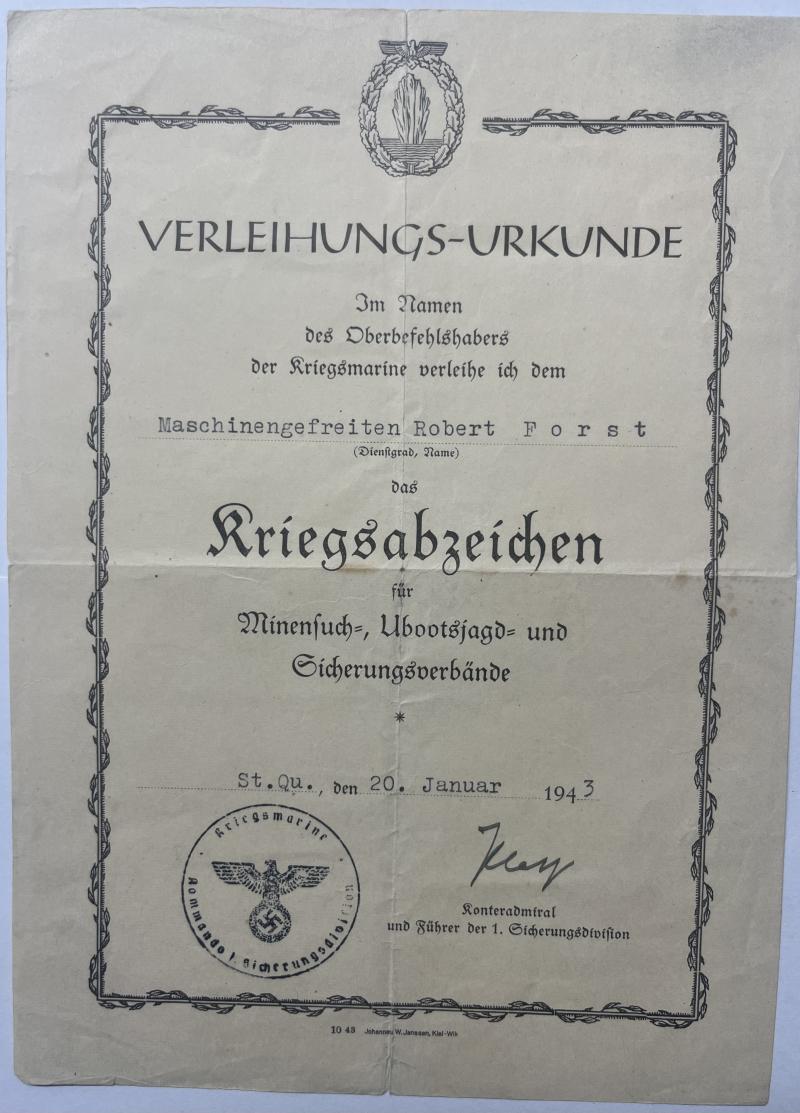 VERLEIHUNGS-URKUNDE
Im Namen
des Oberbefehlshabers
der Kriegsmarine verleihe ich dem
Maschinengefreiten Robert F o r s t
(Dienstgrad, Name)
das
Kriegsabzeichen
für
Minensuch-, Ubootsjagd- und
Sicherungsverbände
*
St.Qu., den 20. Januar 1943
Kriegsmarine
Kommando 1. Sicherungsdivision
Konteradmiral
und Führer der 1. Sicherungsdivision
10 43 Johannes W. Janssen, Kiel-Wik